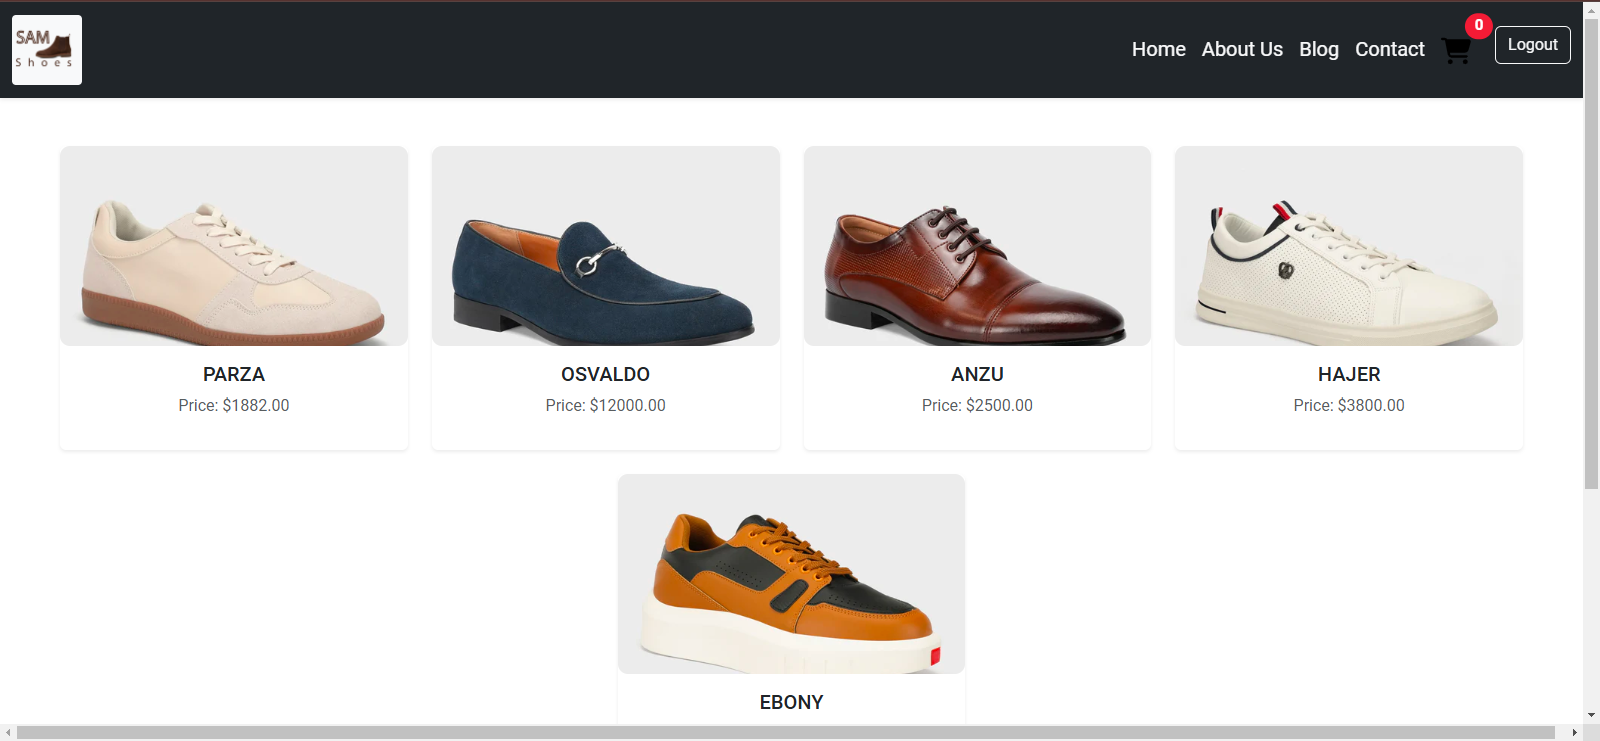 SAM
Shoes
Home
About Us
Blog
Contact
0
Logout
PARZA
Price: $1882.00
OSVALDO
Price: $12000.00
ANZU
Price: $2500.00
HAJER
Price: $3800.00
EBONY